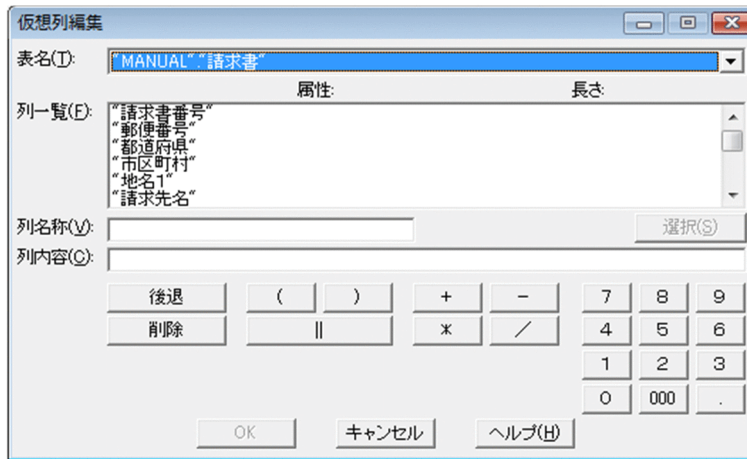 仮想列編集
表名(T): "MANUAL"."請求書"
属性: 長さ:
列一覧(F): "請求書番号"
"郵便番号"
"都道府県"
"市区町村"
"地名1"
"請求先名"
列名称(V): 選択(S)
列内容(C):
後退 ( ) + - 7 8 9
削除 || * / 4 5 6
1 2 3
0 000 .
OK キャンセル ヘルプ(H)